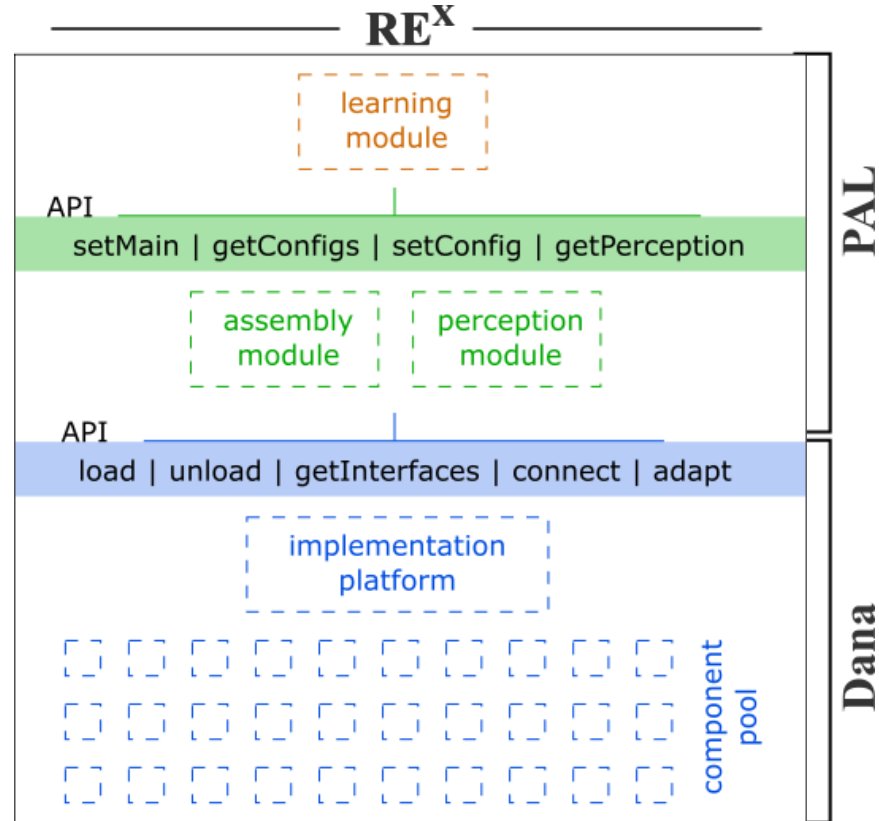 RE^X
learning
module
API
setMain | getConfigs | setConfig | getPerception
assembly
module
perception
module
API
load | unload | getInterfaces | connect | adapt
implementation
platform
component
pool
PAL
Dana